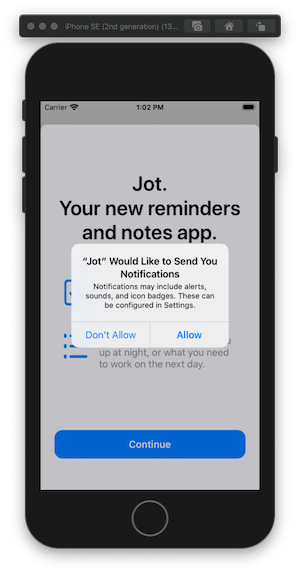 iPhone SE (2nd generation) (13...
Carrier 1:02 PM
Jot.
Your new reminders
and notes app.
“Jot” Would Like to Send You
Notifications
Notifications may include alerts,
sounds, and icon badges. These can
be configured in Settings.
Don’t Allow Allow
up at night, or what you need
to work on the next day.
Continue